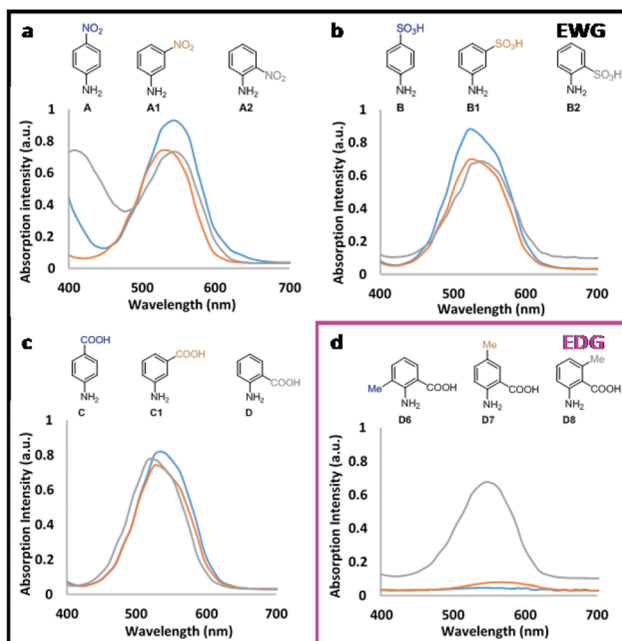 a
NO₂
NO₂
NO₂
NH₂
NH₂
NH₂
A
A1
A2
Absorption intensity (a.u.)
1
0.8
0.6
0.4
0.2
0
400
500
600
700
Wavelength (nm)
b
EWG
SO₃H
SO₃H
SO₃H
NH₂
NH₂
NH₂
B
B1
B2
Absorption Intensity (a.u.)
1
0.8
0.6
0.4
0.2
0
400
500
600
700
Wavelength (nm)
c
COOH
COOH
COOH
NH₂
NH₂
NH₂
C
C1
D
Absorption Intensity (a.u.)
1
0.8
0.6
0.4
0.2
0
400
500
600
700
Wavelength (nm)
d
EDG
Me
Me
Me
COOH
COOH
COOH
NH₂
NH₂
NH₂
D6
D7
D8
Absorption Intensity (a.u.)
1
0.8
0.6
0.4
0.2
0
400
500
600
700
Wavelength (nm)